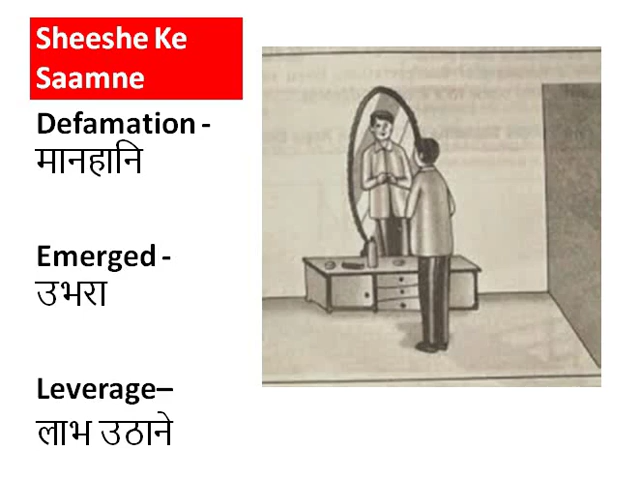 Sheeshe Ke
Saamne
Defamation -
मानहानि
Emerged -
उभरा
Leverage–
लाभ उठाने